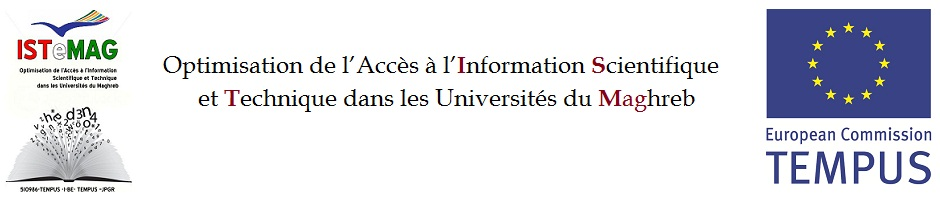 ISTeMAG
Optimisation de l'Accès à l'Information
Scientifique et Technique
dans les Universités du Maghreb
510986-TEMPUS -1-BE- TEMPUS -JPGR
Optimisation de l'Accès à l'Information Scientifique
et Technique dans les Universités du Maghreb
European Commission
TEMPUS